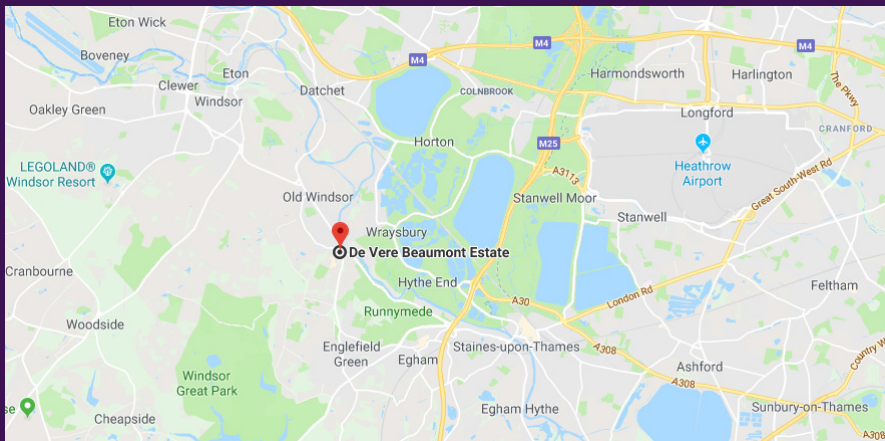 Eton Wick
M4
M4
Boveney
Eton
Harmondsworth
Harlington
M4
The Pkwy
Clewer
Datchet
COLNBROOK
Windsor
Oakley Green
Longford
CRANFORD
Horton
M25
LEGOLAND®
Windsor Resort
Heathrow
Airport
A3113
Great South-West Rd
Old Windsor
Stanwell Moor
Stanwell
Wraysbury
De Vere Beaumont Estate
Cranbourne
Hythe End
Feltham
London Rd
A30
Runnymede
Woodside
Englefield
Green
Staines-upon-Thames
Egham
A308
Ashford
Country
Windsor
Great Park
A308
Cheapside
Egham Hythe
Sunbury-on-Thames
A308